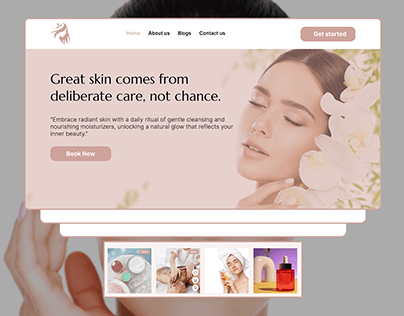 Home About us Blogs Contact us Get started
Great skin comes from
deliberate care, not chance.
"Embrace radiant skin with a daily ritual of gentle cleansing and
nourishing moisturizers, unlocking a natural glow that reflects your
inner beauty."
Book Now